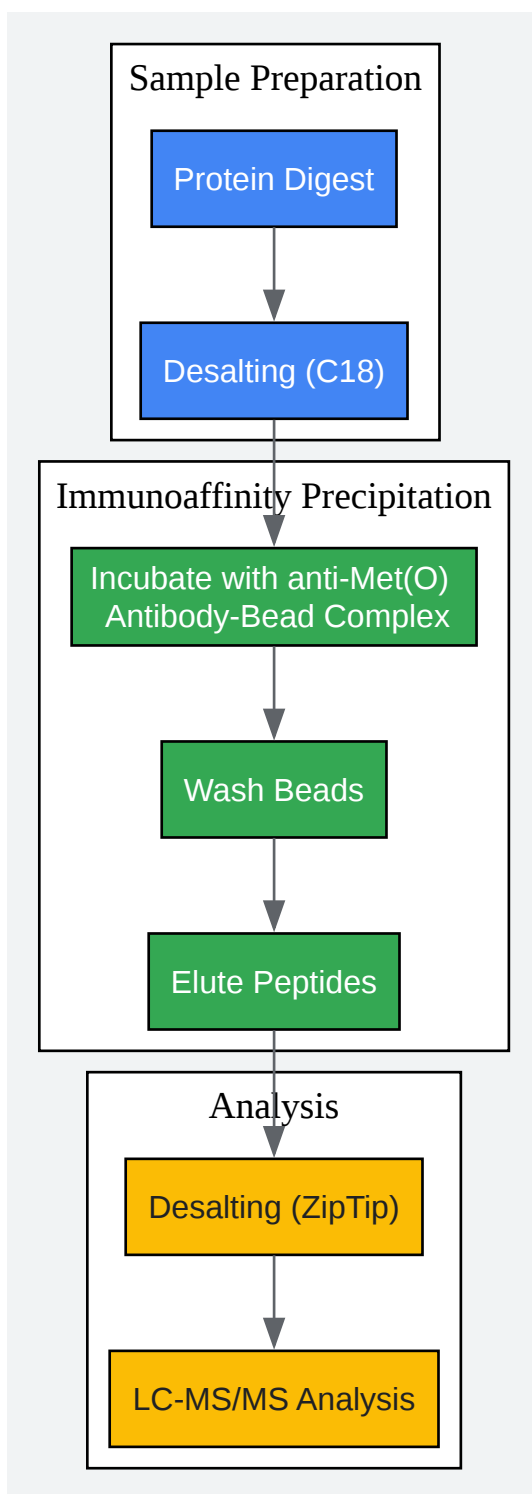 Sample Preparation
Protein Digest
Desalting (C18)
Immunoaffinity Precipitation
Incubate with anti-Met(O)
Antibody-Bead Complex
Wash Beads
Elute Peptides
Analysis
Desalting (ZipTip)
LC-MS/MS Analysis